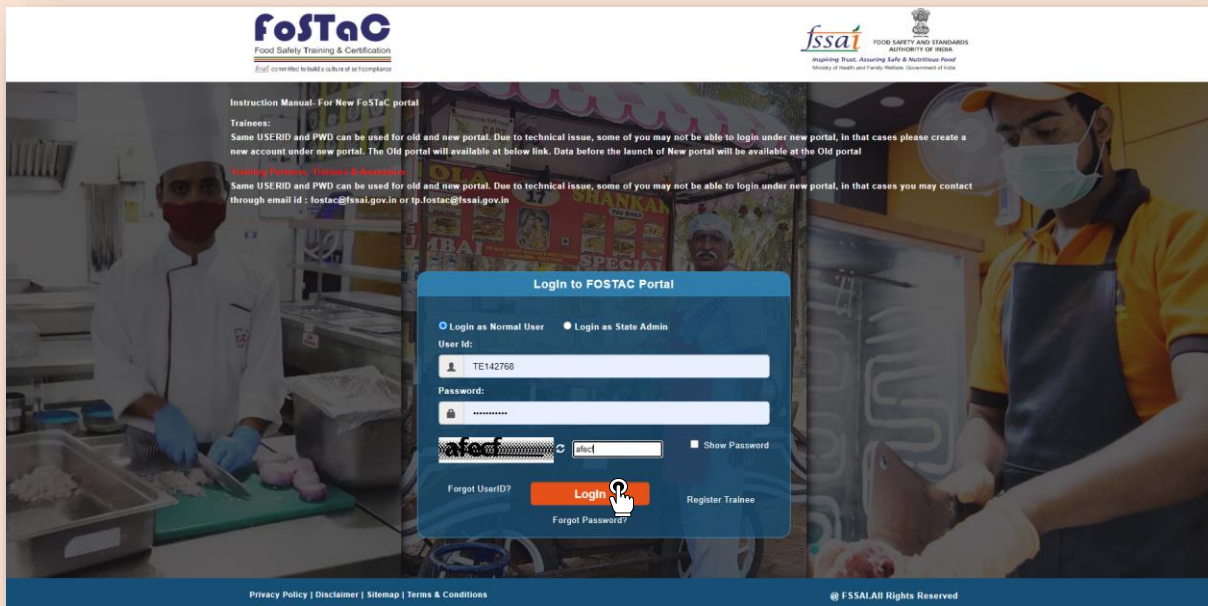 FoSTaC
Food Safety Training & Certification
fssai committed to build a culture of self compliance
fssai
FOOD SAFETY AND STANDARDS
AUTHORITY OF INDIA
Inspiring Trust, Assuring Safe & Nutritious Food
Ministry of Health and Family Welfare, Government of India
Instruction Manual- For New FoSTaC portal
Trainees:
Same USERID and PWD can be used for old and new portal. Due to technical issue, some of you may not be able to login under new portal, in that cases please create a
new account under new portal. The Old portal will available at below link. Data before the launch of New portal will be available at the Old portal
Training Partners, Trainers & Assessors
Same USERID and PWD can be used for old and new portal. Due to technical issue, some of you may not be able to login under new portal, in that cases you may contact
through email id : fostac@fssai.gov.in or tp.fostac@fssai.gov.in
17
SHANKAR
PAV BHAJI
MBAI
SPECIAL
LogIn to FOSTAC Portal
Login as Normal User
Login as State Admin
User Id:
TE142768
Password:
afecf
afecf
Show Password
Forgot UserID?
LogIn
Register Trainee
Forgot Password?
Privacy Policy | Disclaimer | Sitemap | Terms & Conditions
@ FSSAI.All Rights Reserved